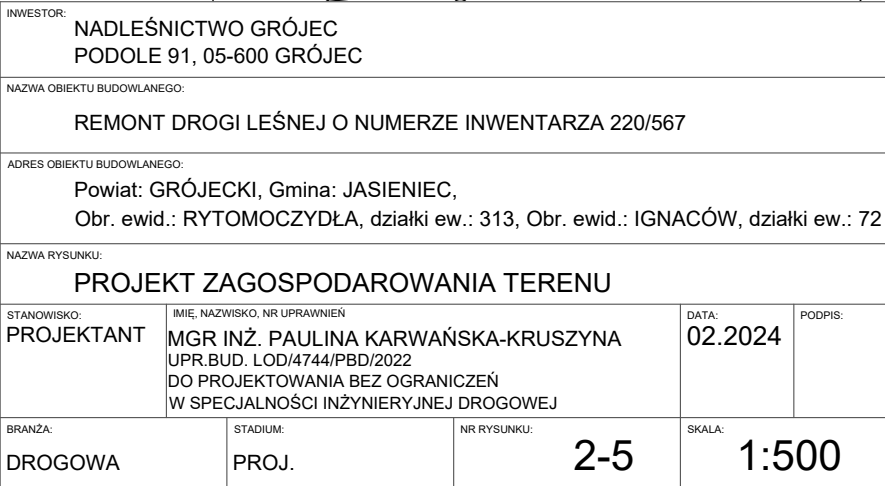 INWESTOR:
NADLEŚNICTWO GRÓJEC
PODOLE 91, 05-600 GRÓJEC
NAZWA OBIEKTU BUDOWLANEGO:
REMONT DROGI LEŚNEJ O NUMERZE INWENTARZA 220/567
ADRES OBIEKTU BUDOWLANEGO:
Powiat: GRÓJECKI, Gmina: JASIENIEC,
Obr. ewid.: RYTOMOCZYDŁA, działki ew.: 313, Obr. ewid.: IGNACÓW, działki ew.: 72
NAZWA RYSUNKU:
PROJEKT ZAGOSPODAROWANIA TERENU
STANOWISKO:
PROJEKTANT
IMIĘ, NAZWISKO, NR UPRAWNIEŃ
MGR INŻ. PAULINA KARWAŃSKA-KRUSZYNA
UPR.BUD. LOD/4744/PBD/2022
DO PROJEKTOWANIA BEZ OGRANICZEŃ
W SPECJALNOŚCI INŻYNIERYJNEJ DROGOWEJ
DATA:
02.2024
PODPIS:
BRANŻA:
DROGOWA
STADIUM:
PROJ.
NR RYSUNKU:
2-5
SKALA:
1:500